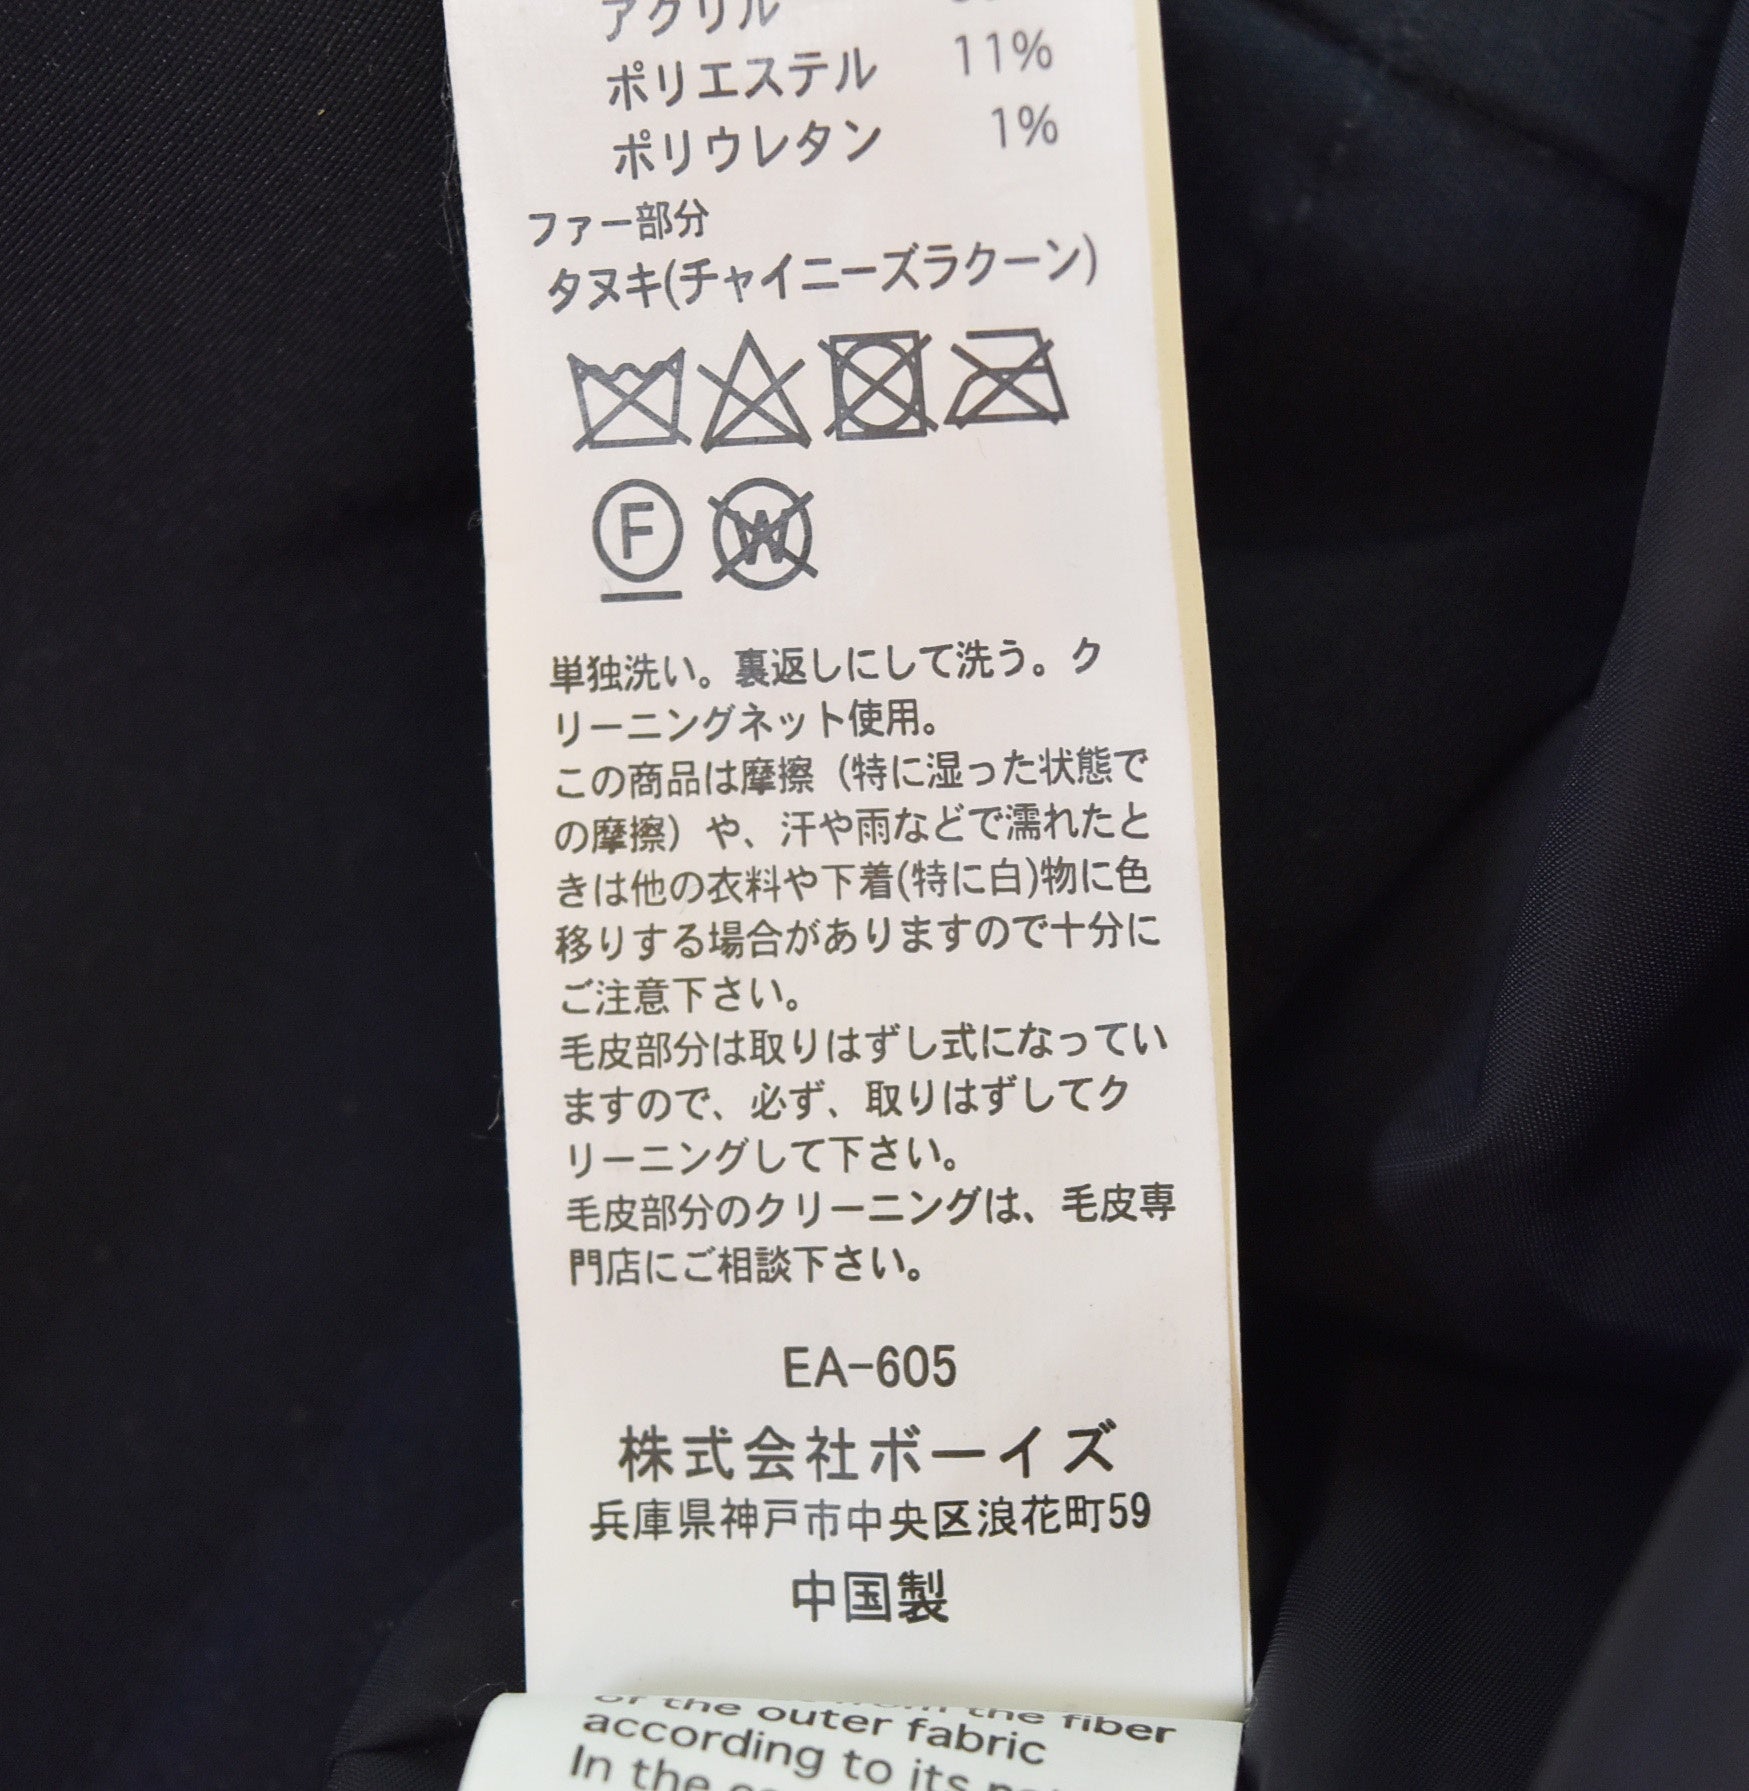 アクリル
ポリエステル 11%
ポリウレタン 1%
ファー部分
タヌキ(チャイニーズラクーン)
F W
単独洗い。裏返しにして洗う。ク
リーニングネット使用。
この商品は摩擦（特に湿った状態で
の摩擦）や、汗や雨などで濡れたと
きは他の衣料や下着(特に白)物に色
移りする場合がありますので十分に
ご注意下さい。
毛皮部分は取りはずし式になってい
ますので、必ず、取りはずしてク
リーニングして下さい。
毛皮部分のクリーニングは、毛皮専
門店にご相談下さい。
EA-605
株式会社ボーイズ
兵庫県神戸市中央区浪花町59
中国製
of the from the fiber
of the outer fabric
according to its
In the